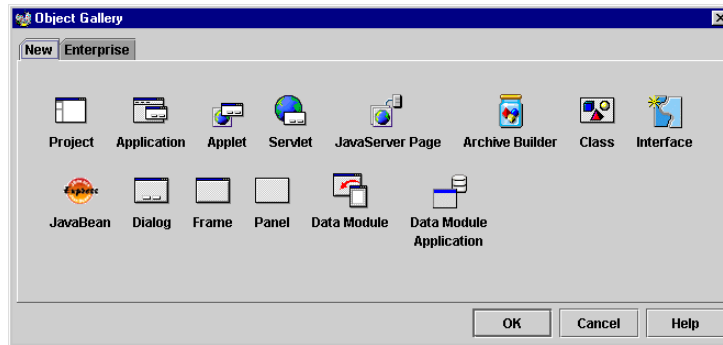 Object Gallery
New Enterprise
Project Application Applet Servlet JavaServer Page Archive Builder Class Interface
Express
JavaBean Dialog Frame Panel Data Module Data Module
Application
OK Cancel Help